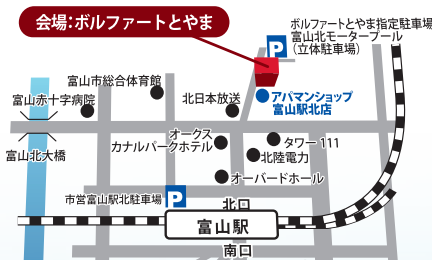 会場：ボルファートとやま
P
ボルファートとやま指定駐車場
富山北モータープール
（立体駐車場）
富山市総合体育館
富山赤十字病院
北日本放送
アパマンショップ
富山駅北店
オークス
カナルパークホテル
タワー111
北陸電力
富山北大橋
オーバードホール
市営富山駅北駐車場
P
北口
富山駅
南口